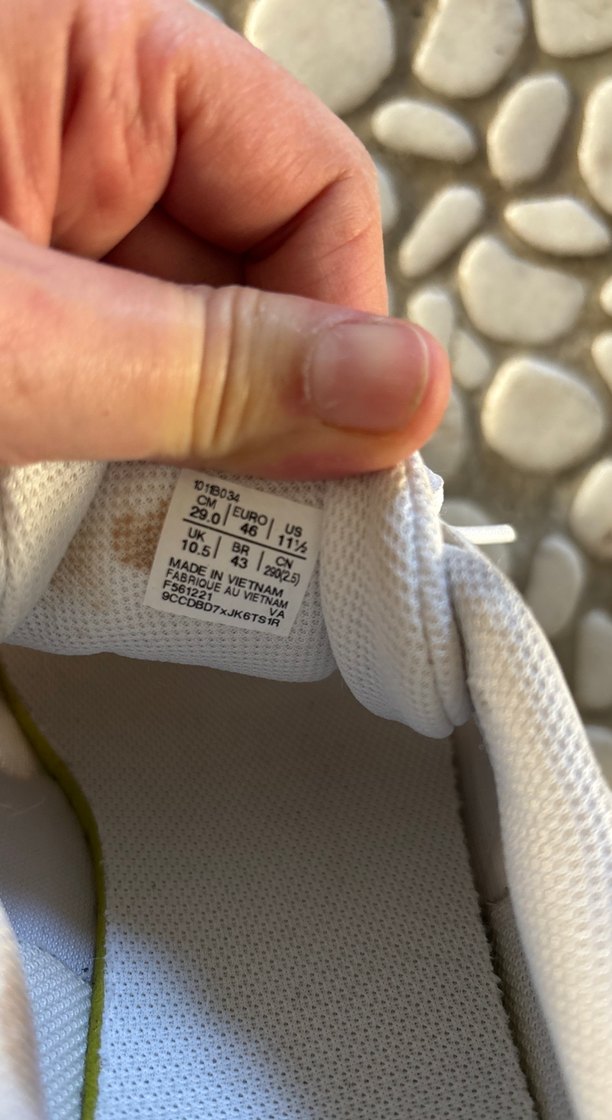 1011B034
CM | EURO | US
29.0 | 46 | 11½
UK | BR | CN
10.5 | 43 | 290(2.5)
MADE IN VIETNAM
FABRIQUE AU VIETNAM
F561221 VA
9CCDBD7xJK6TS1R